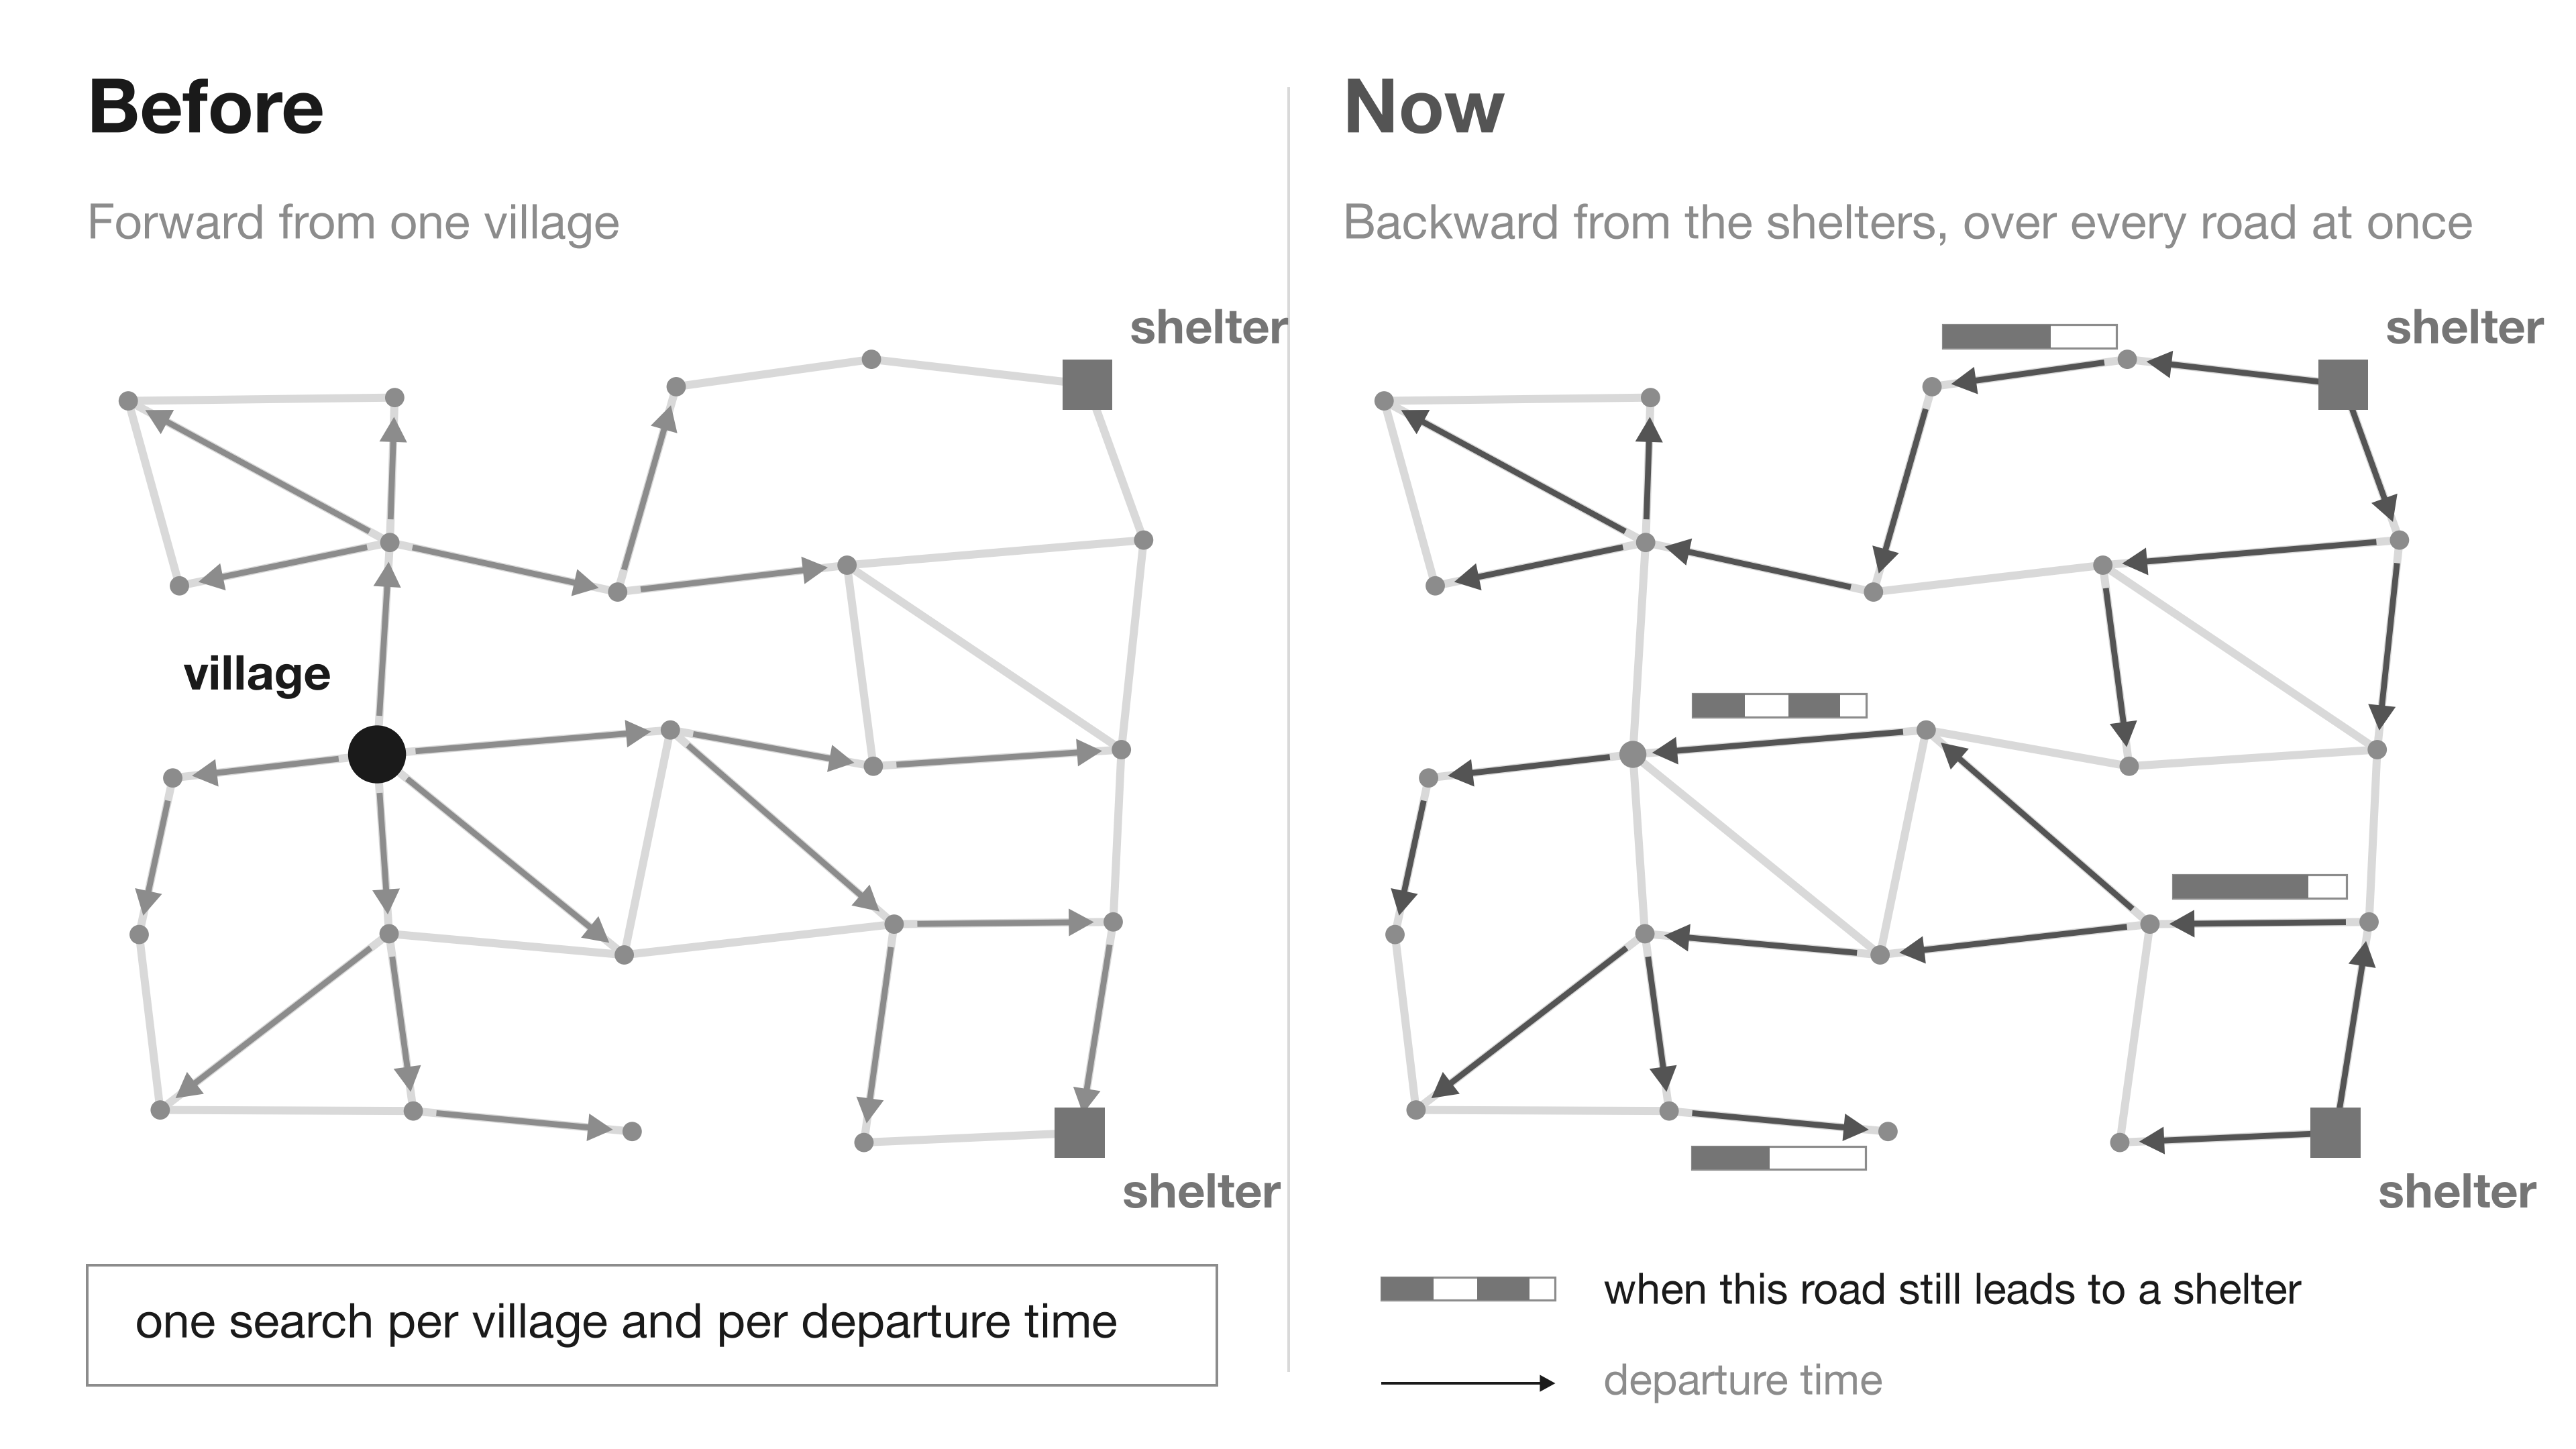 Before
Forward from one village
shelter
village
shelter
one search per village and per departure time
Now
Backward from the shelters, over every road at once
shelter
shelter
when this road still leads to a shelter
departure time